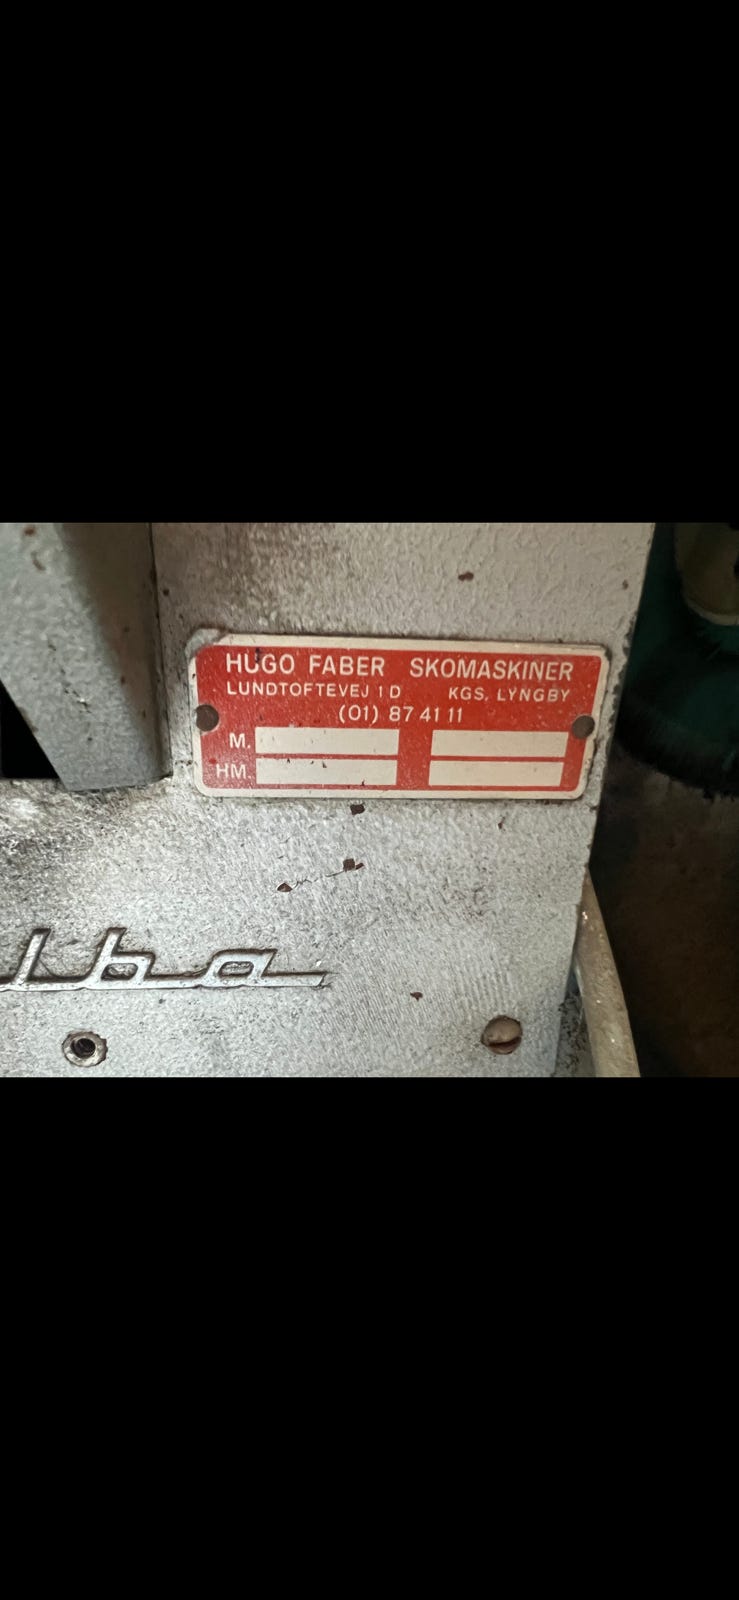 HUGO FABER SKOMASKINER
LUNDTOFTEVEJ 1 D KGS. LYNGBY
(01) 87 41 11
M.
HM.